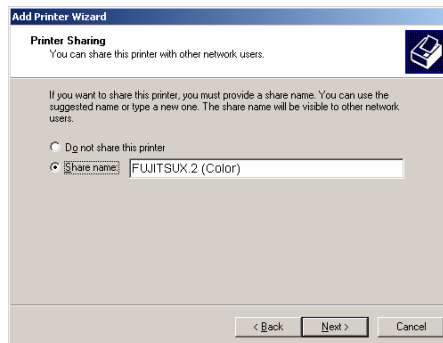 Add Printer Wizard
Printer Sharing
You can share this printer with other network users.
If you want to share this printer, you must provide a share name. You can use the
suggested name or type a new one. The share name will be visible to other network
users.
Do not share this printer
Share name: FUJITSUX.2 (Color)
< Back Next > Cancel